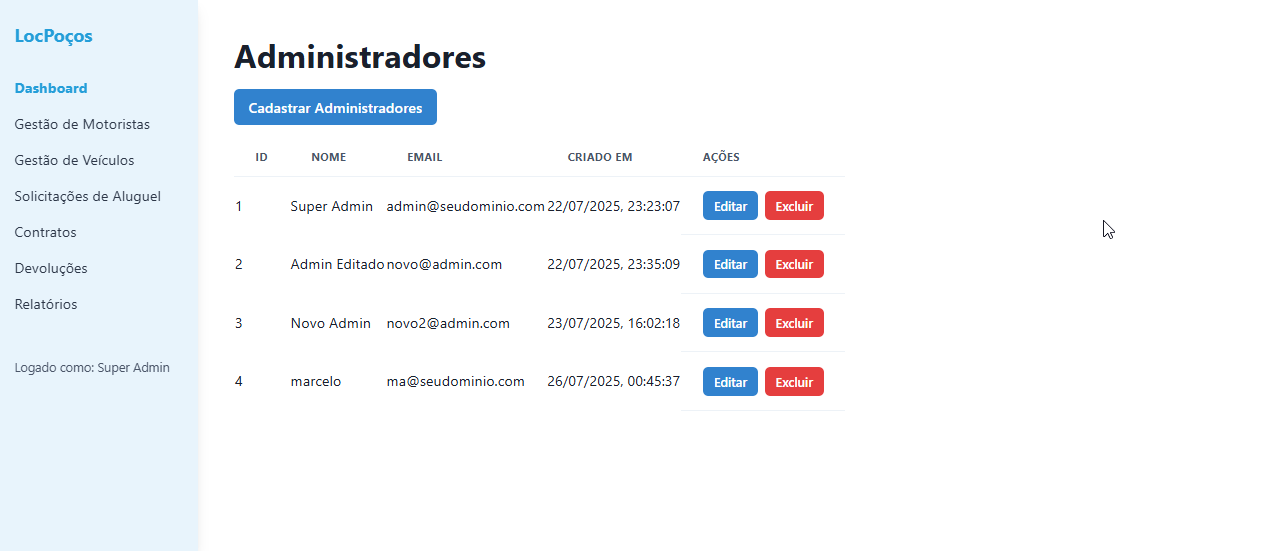 LocPoços
Dashboard
Gestão de Motoristas
Gestão de Veículos
Solicitações de Aluguel
Contratos
Devoluções
Relatórios
Logado como: Super Admin
Administradores
Cadastrar Administradores
ID NOME EMAIL CRIADO EM AÇÕES
1 Super Admin admin@seudominio.com 22/07/2025, 23:23:07 Editar Excluir
2 Admin Editado novo@admin.com 22/07/2025, 23:35:09 Editar Excluir
3 Novo Admin novo2@admin.com 23/07/2025, 16:02:18 Editar Excluir
4 marcelo ma@seudominio.com 26/07/2025, 00:45:37 Editar Excluir